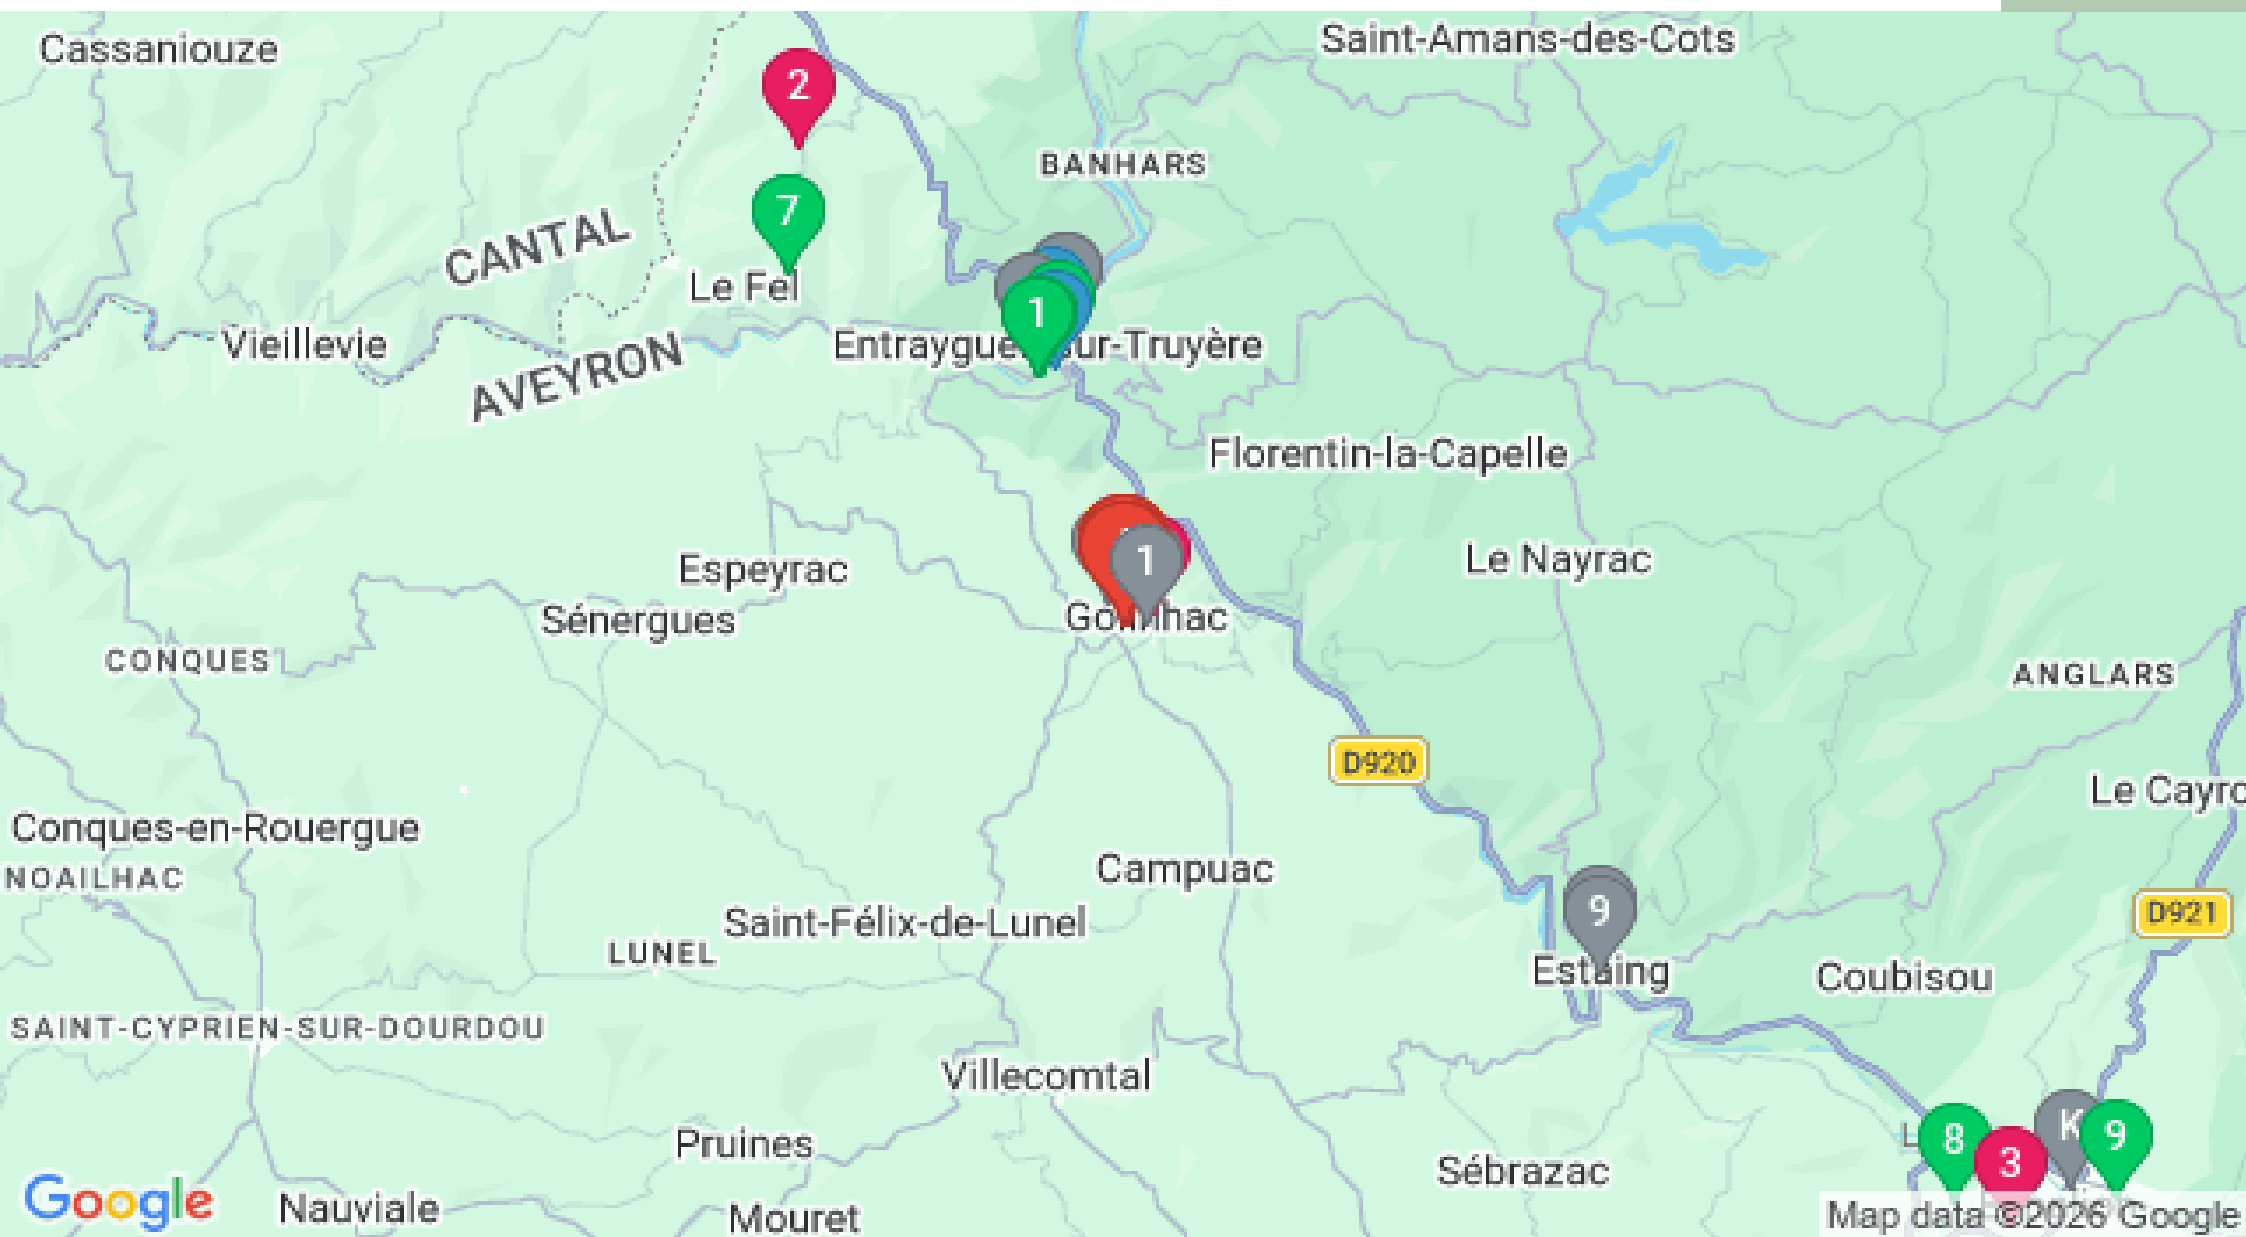 Cassaniouze
Saint-Amans-des-Cots
2
BANHARS
7
CANTAL
Le Fel
1
Vieillevie
Entraygues-sur-Truyère
AVEYRON
Florentin-la-Capelle
1
Espeyrac
Le Nayrac
Sénergues
Golinhac
CONQUES
ANGLARS
D920
Le Cayro
Conques-en-Rouergue
NOAILHAC
Campuac
9
D921
Saint-Félix-de-Lunel
LUNEL
Estaing
Coubisou
SAINT-CYPRIEN-SUR-DOURDOU
Villecomtal
8
3
K
9
Pruines
Sébrazac
Google
Nauviale
Mouret
Map data ©2026 Google